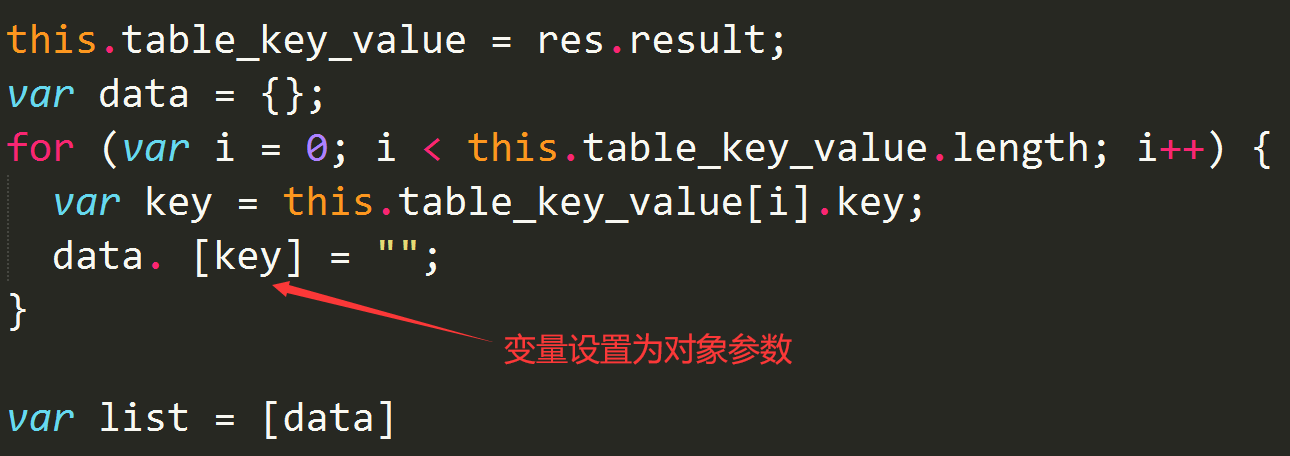 this.table_key_value = res.result;
var data = {};
for (var i = 0; i < this.table_key_value.length; i++) {
var key = this.table_key_value[i].key;
data. [key] = "";
}
变量设置为对象参数
var list = [data]